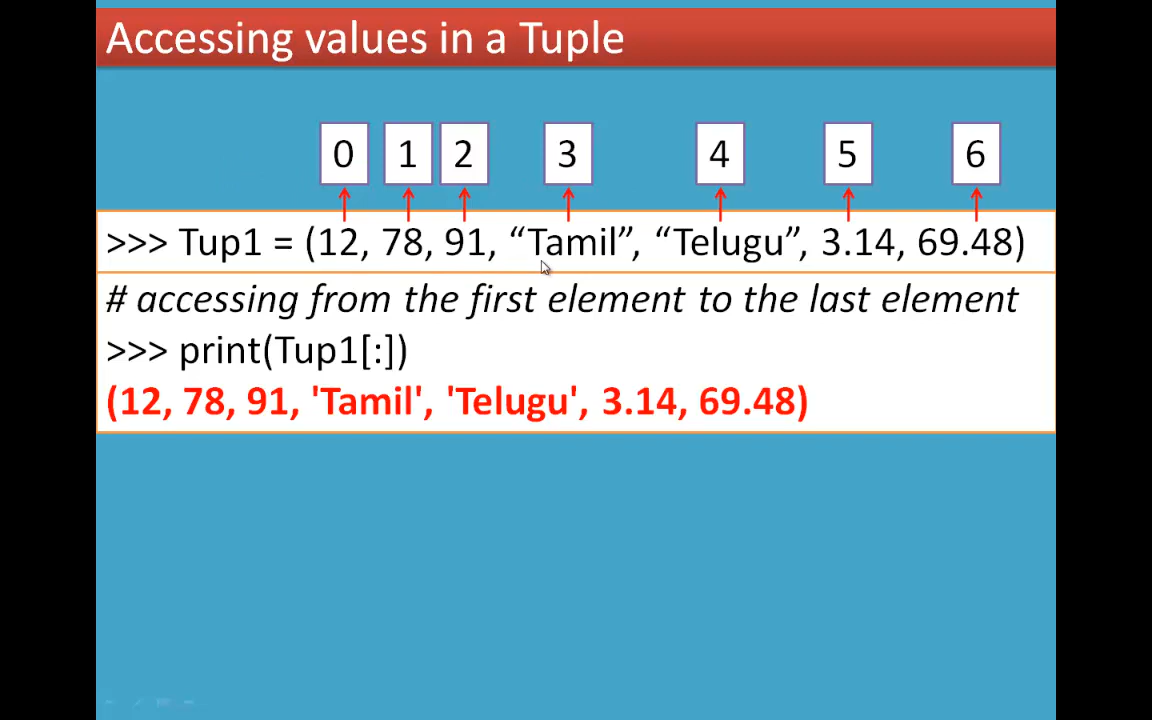 Accessing values in a Tuple
0 1 2 3 4 5 6
>>> Tup1 = (12, 78, 91, “Tamil”, “Telugu”, 3.14, 69.48)
# accessing from the first element to the last element
>>> print(Tup1[:])
(12, 78, 91, 'Tamil', 'Telugu', 3.14, 69.48)